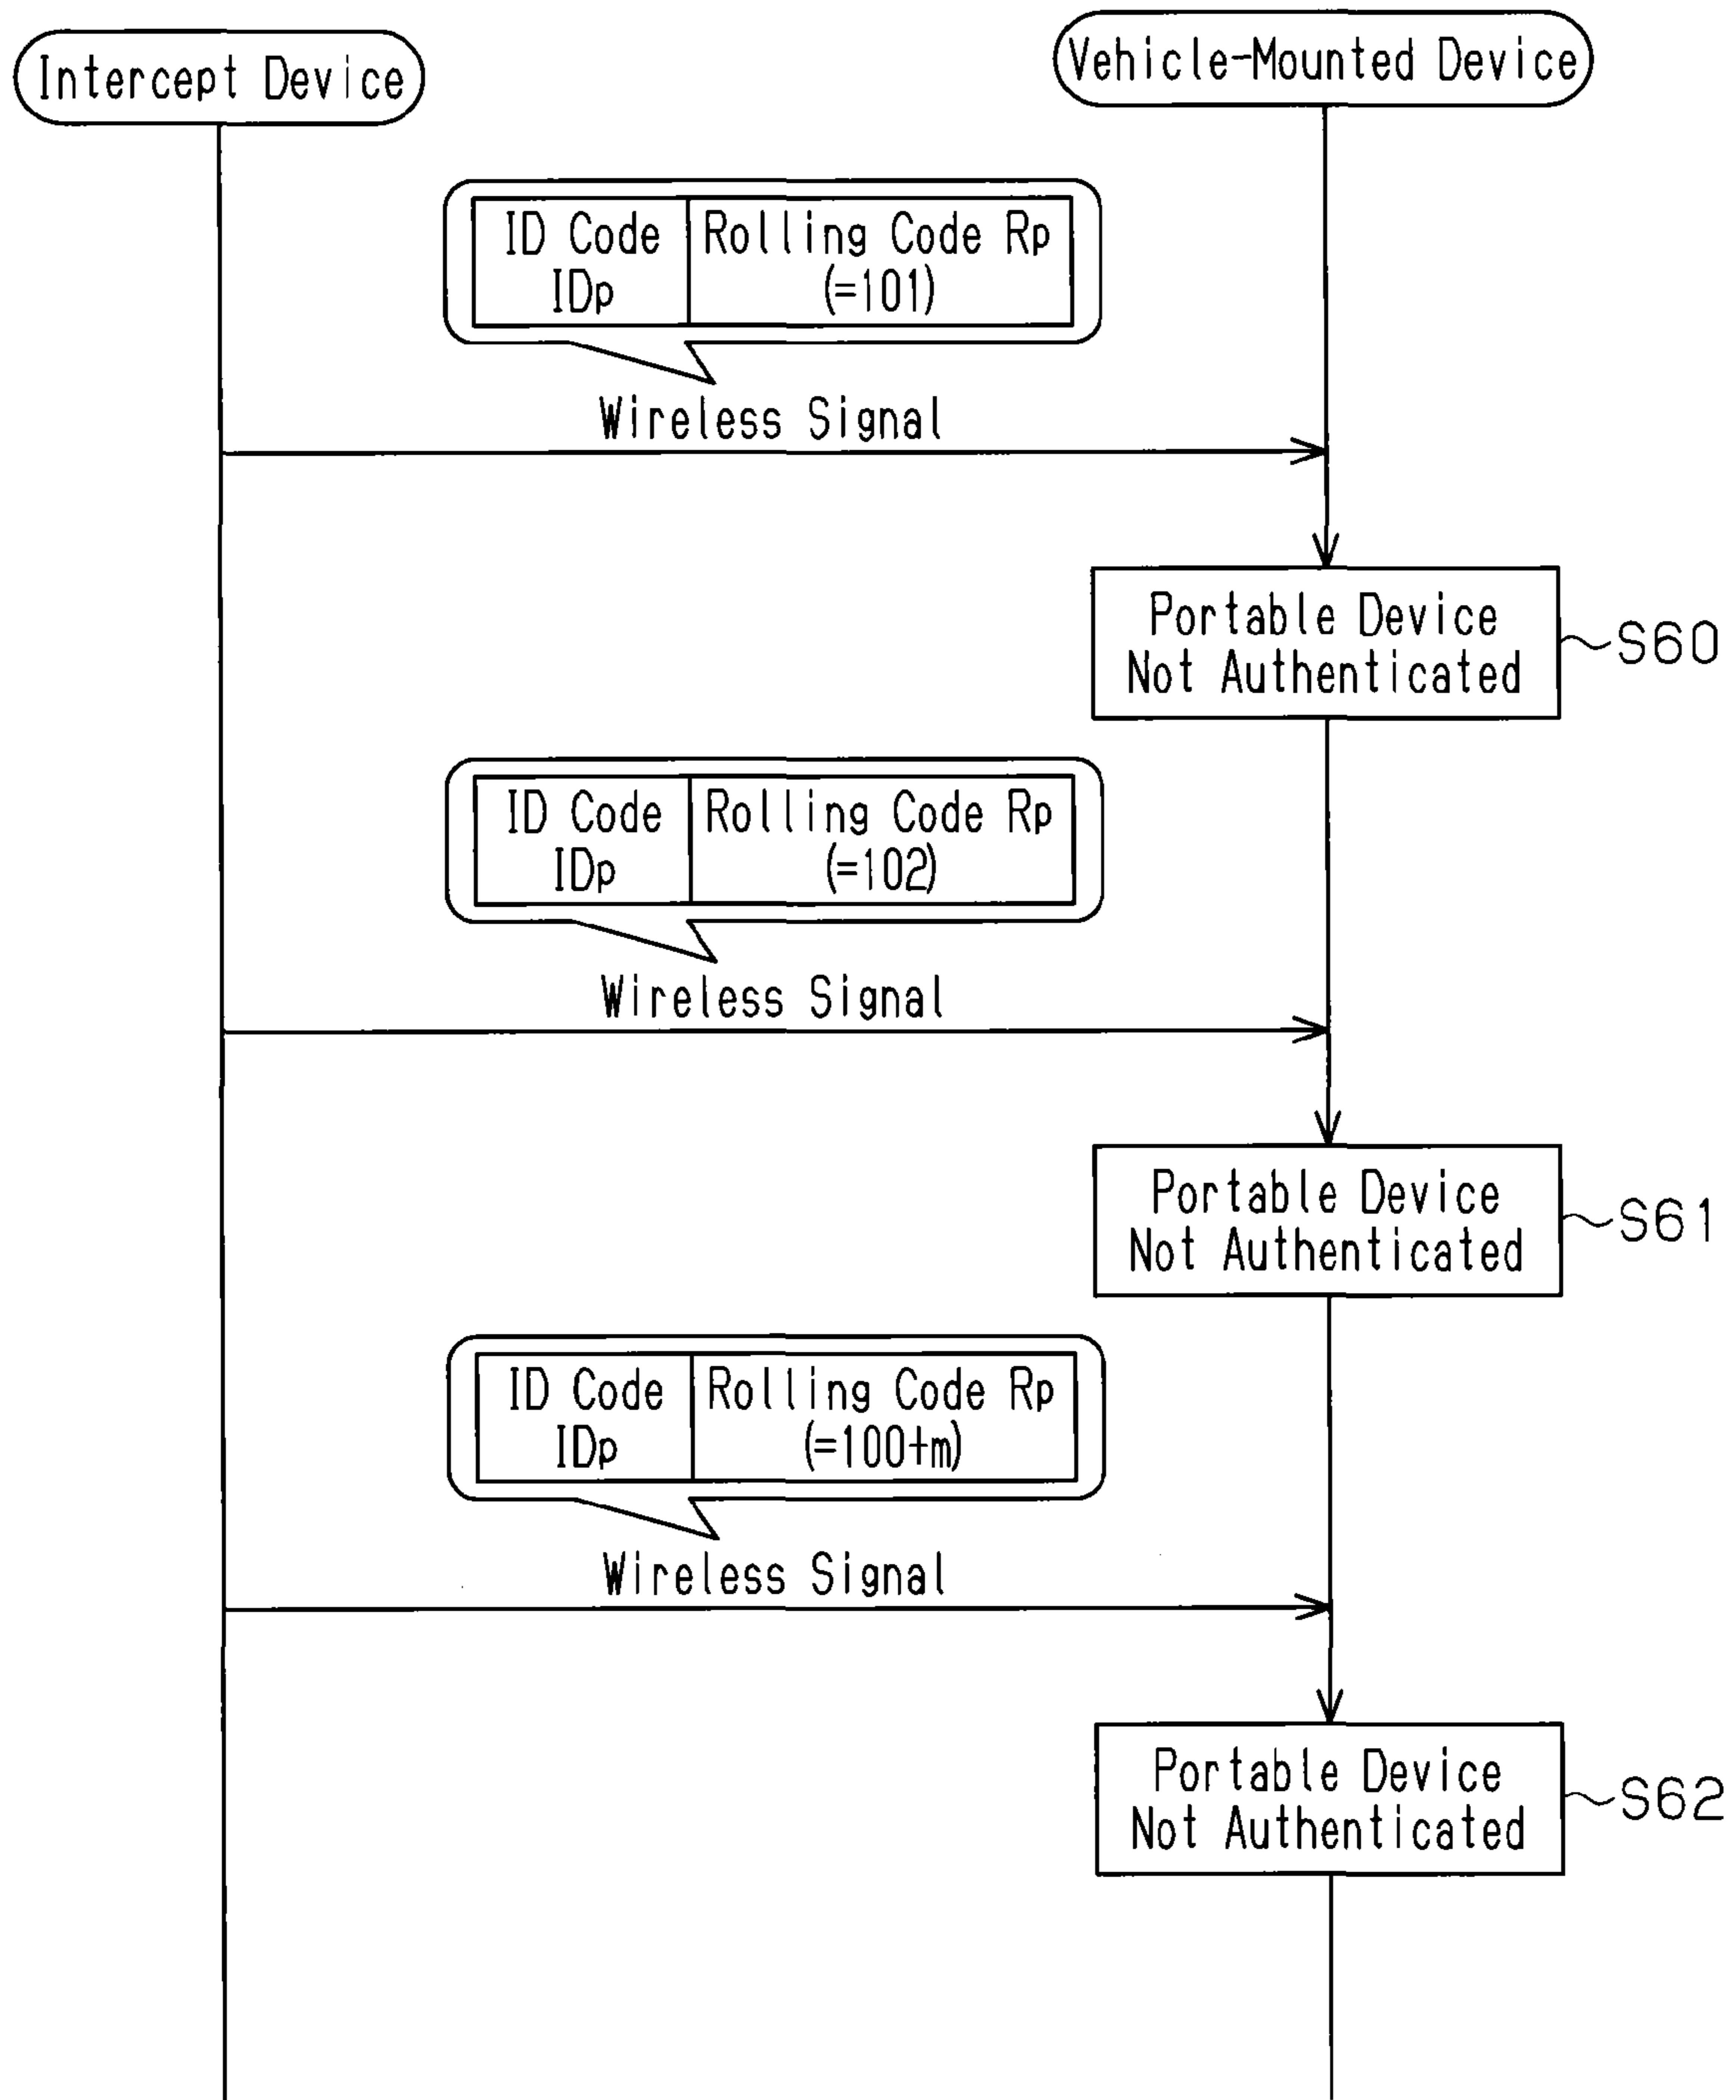 Intercept Device
Vehicle-Mounted Device
ID Code
IDp
Rolling Code Rp
(=101)
Wireless Signal
Portable Device
Not Authenticated
S60
ID Code
IDp
Rolling Code Rp
(=102)
Wireless Signal
Portable Device
Not Authenticated
S61
ID Code
IDp
Rolling Code Rp
(=100+m)
Wireless Signal
Portable Device
Not Authenticated
S62